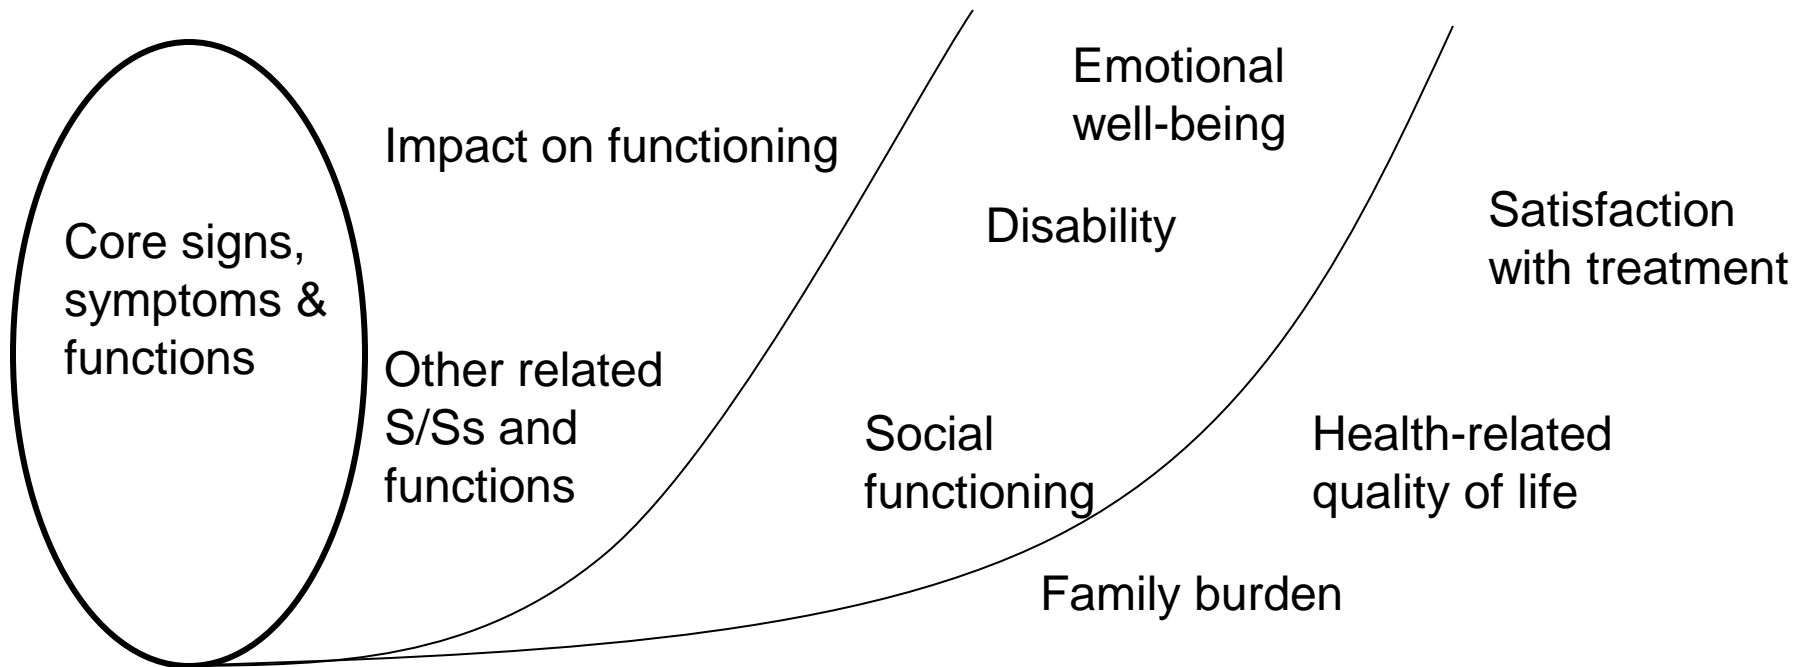 Core signs,
symptoms &
functions
Impact on functioning
Other related
S/Ss and
functions
Emotional
well-being
Disability
Social
functioning
Satisfaction
with treatment
Health-related
quality of life
Family burden